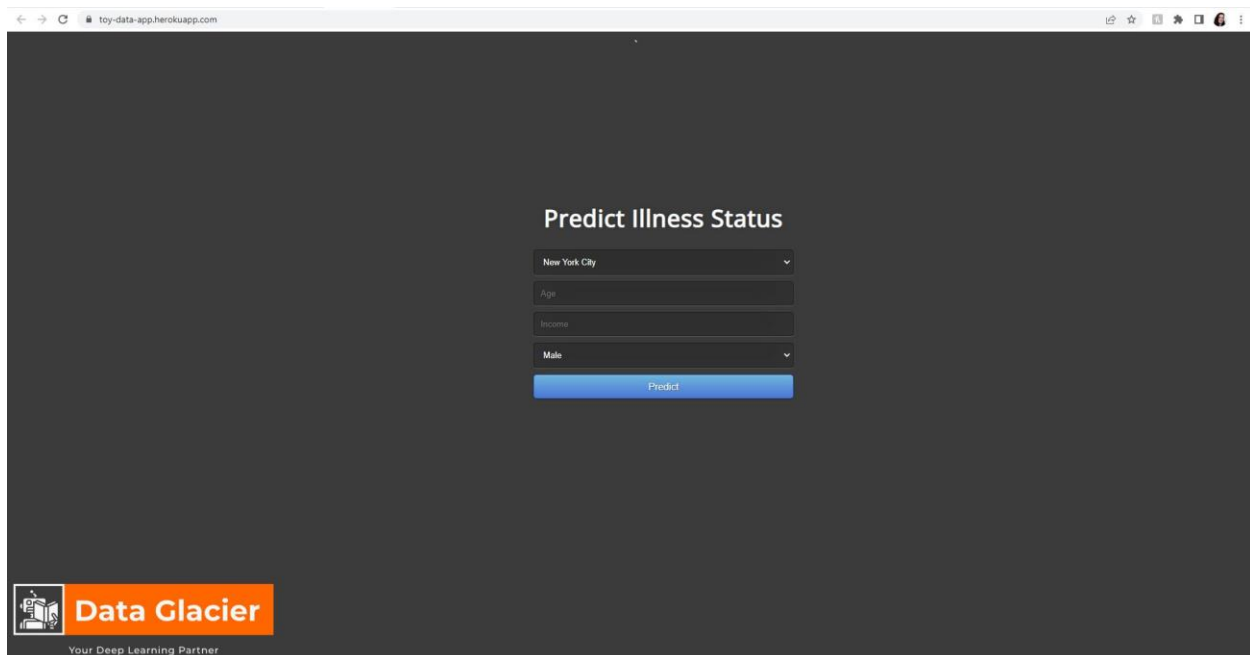 toy-data-app.herokuapp.com
Predict Illness Status
New York City
Age
Income
Male
Predict
Data Glacier
Your Deep Learning Partner